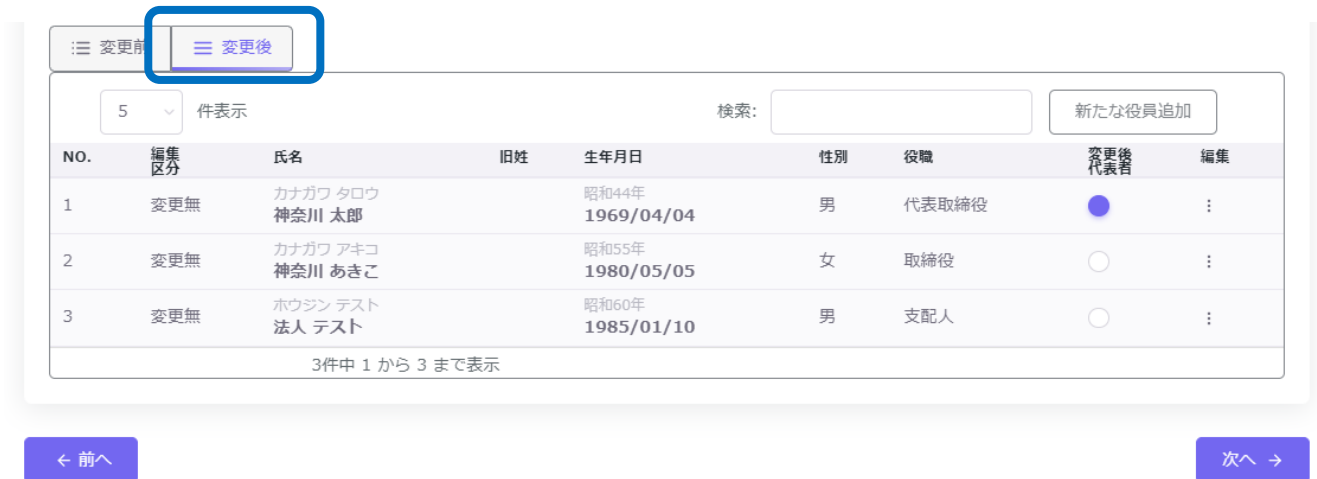 変更前 変更後
5 件表示 検索: 新たな役員追加
NO. 編集区分 氏名 旧姓 生年月日 性別 役職 変更後代表者 編集
カナガワ タロウ 昭和44年
1 変更無 神奈川 太郎 1969/04/04 男 代表取締役
カナガワ アキコ 昭和55年
2 変更無 神奈川 あきこ 1980/05/05 女 取締役
ホウジン テスト 昭和60年
3 変更無 法人 テスト 1985/01/10 男 支配人
3件中 1 から 3 まで表示
← 前へ 次へ →